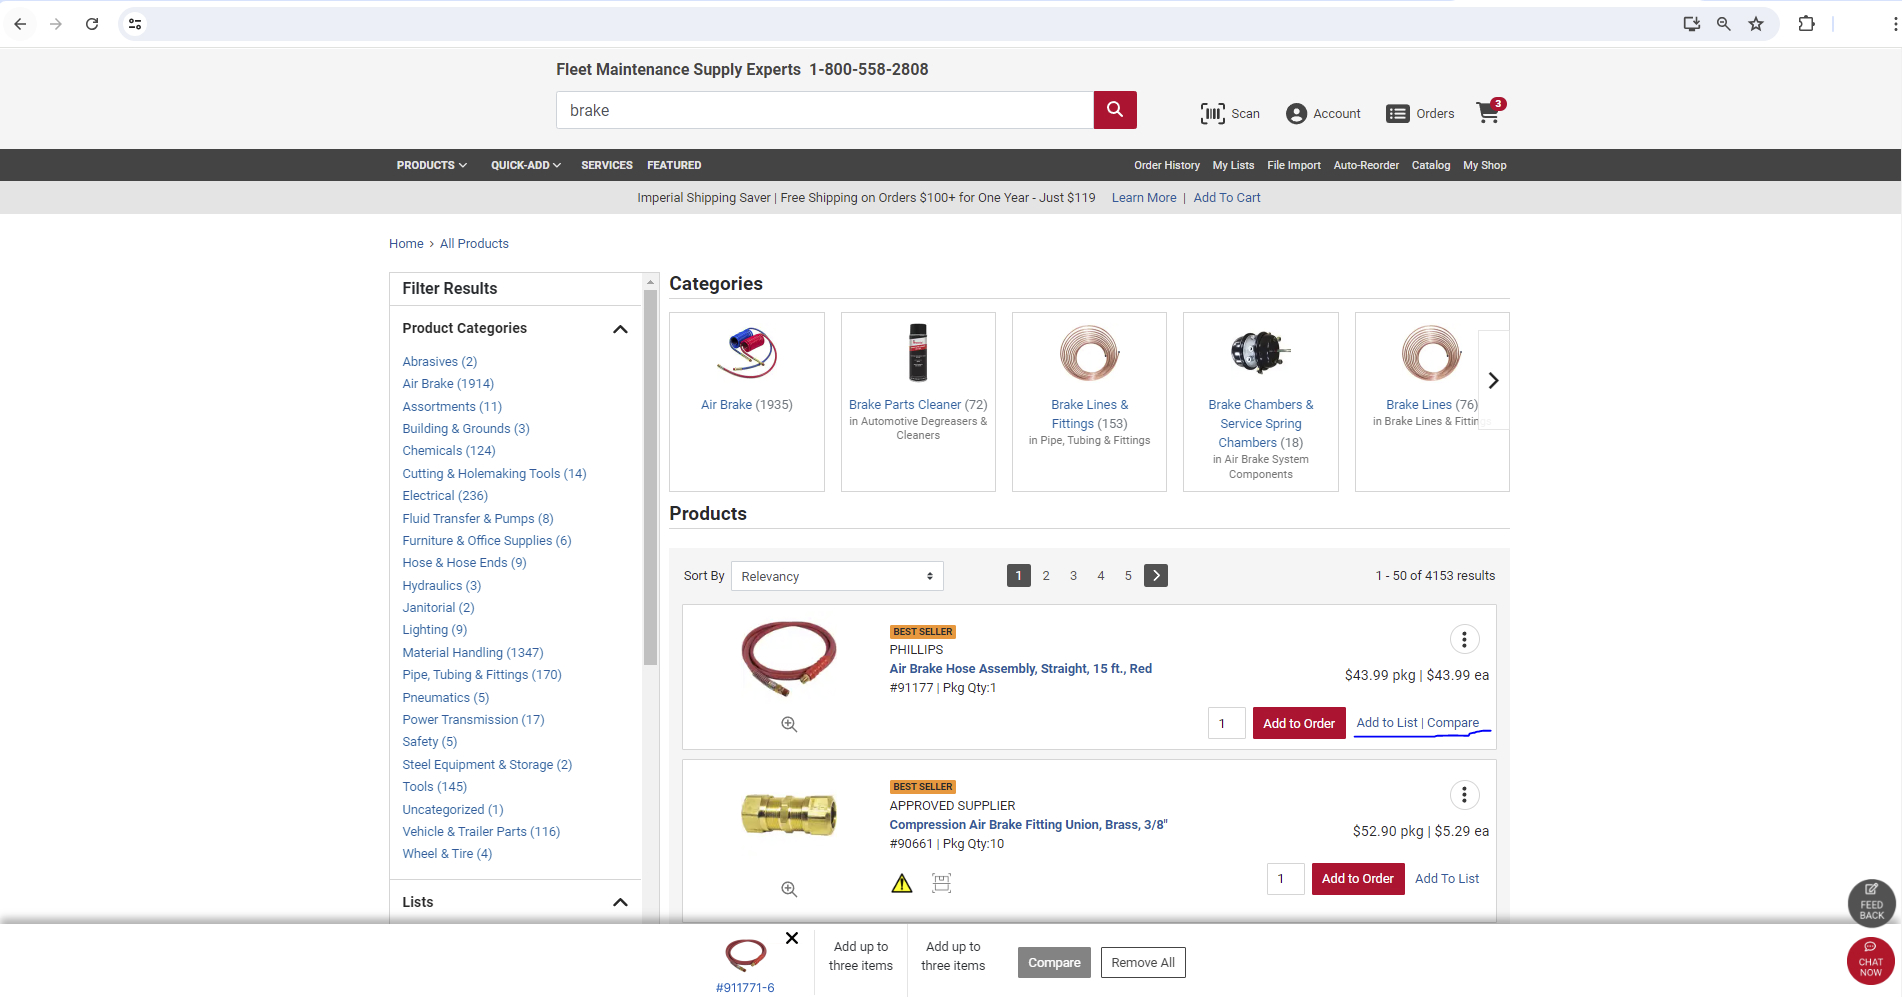 Fleet Maintenance Supply Experts 1-800-558-2808
brake
Scan
Account
Orders
3
PRODUCTS
QUICK-ADD
SERVICES
FEATURED
Order History
My Lists
File Import
Auto-Reorder
Catalog
My Shop
Imperial Shipping Saver | Free Shipping on Orders $100+ for One Year - Just $119 Learn More | Add To Cart
Home › All Products
Filter Results
Product Categories
Abrasives (2)
Air Brake (1914)
Assortments (11)
Building & Grounds (3)
Chemicals (124)
Cutting & Holemaking Tools (14)
Electrical (236)
Fluid Transfer & Pumps (8)
Furniture & Office Supplies (6)
Hose & Hose Ends (9)
Hydraulics (3)
Janitorial (2)
Lighting (9)
Material Handling (1347)
Pipe, Tubing & Fittings (170)
Pneumatics (5)
Power Transmission (17)
Safety (5)
Steel Equipment & Storage (2)
Tools (145)
Uncategorized (1)
Vehicle & Trailer Parts (116)
Wheel & Tire (4)
Lists
Categories
Air Brake (1935)
Brake Parts Cleaner (72)
in Automotive Degreasers &
Cleaners
Brake Lines &
Fittings (153)
in Pipe, Tubing & Fittings
Brake Chambers &
Service Spring
Chambers (18)
in Air Brake System
Components
Brake Lines (76)
in Brake Lines & Fittings
Products
Sort By
Relevancy
1 2 3 4 5
1 - 50 of 4153 results
BEST SELLER
PHILLIPS
Air Brake Hose Assembly, Straight, 15 ft., Red
#91177 | Pkg Qty:1
$43.99 pkg | $43.99 ea
1
Add to Order
Add to List | Compare
BEST SELLER
APPROVED SUPPLIER
Compression Air Brake Fitting Union, Brass, 3/8"
#90661 | Pkg Qty:10
$52.90 pkg | $5.29 ea
1
Add to Order
Add To List
FEED
BACK
CHAT
NOW
#911771-6
Add up to
three items
Add up to
three items
Compare
Remove All